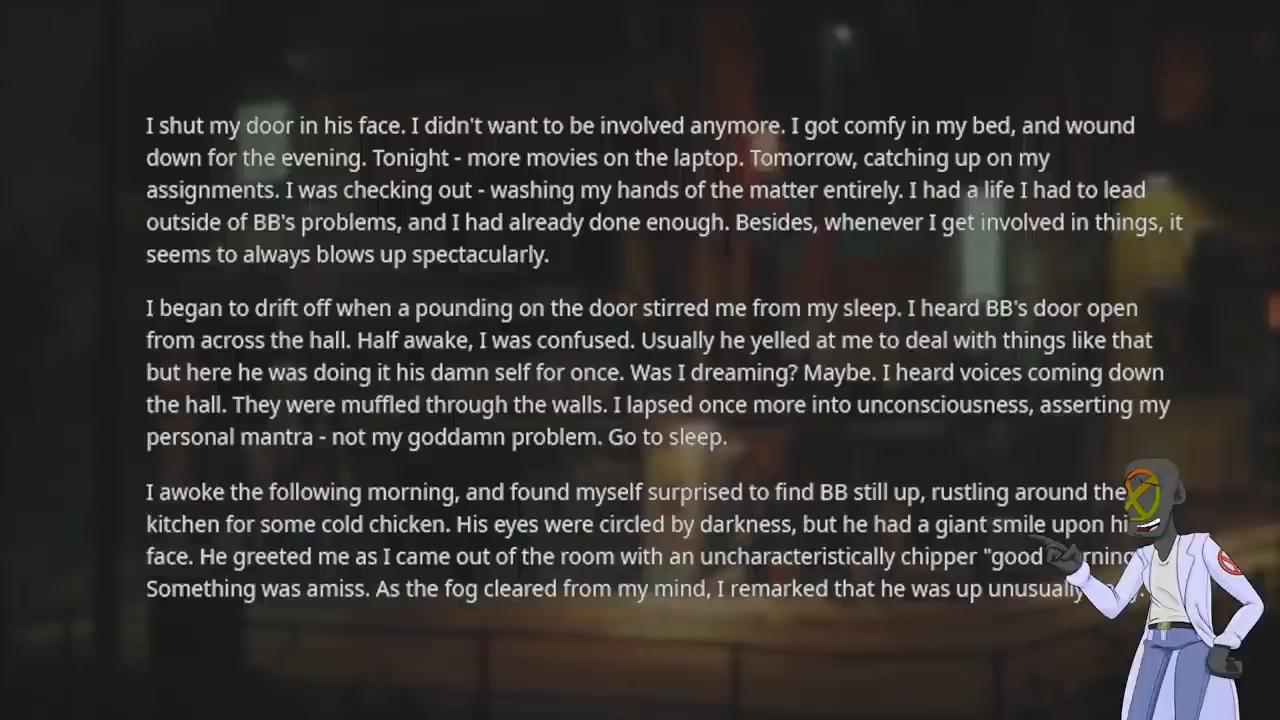 I shut my door in his face. I didn't want to be involved anymore. I got comfy in my bed, and wound
down for the evening. Tonight - more movies on the laptop. Tomorrow, catching up on my
assignments. I was checking out - washing my hands of the matter entirely. I had a life I had to lead
outside of BB's problems, and I had already done enough. Besides, whenever I get involved in things, it
seems to always blows up spectacularly.
I began to drift off when a pounding on the door stirred me from my sleep. I heard BB's door open
from across the hall. Half awake, I was confused. Usually he yelled at me to deal with things like that
but here he was doing it his damn self for once. Was I dreaming? Maybe. I heard voices coming down
the hall. They were muffled through the walls. I lapsed once more into unconsciousness, asserting my
personal mantra - not my goddamn problem. Go to sleep.
I awoke the following morning, and found myself surprised to find BB still up, rustling around the
kitchen for some cold chicken. His eyes were circled by darkness, but he had a giant smile upon
face. He greeted me as I came out of the room with an uncharacteristically chipper "good
Something was amiss. As the fog cleared from my mind, I remarked that he was up unusually